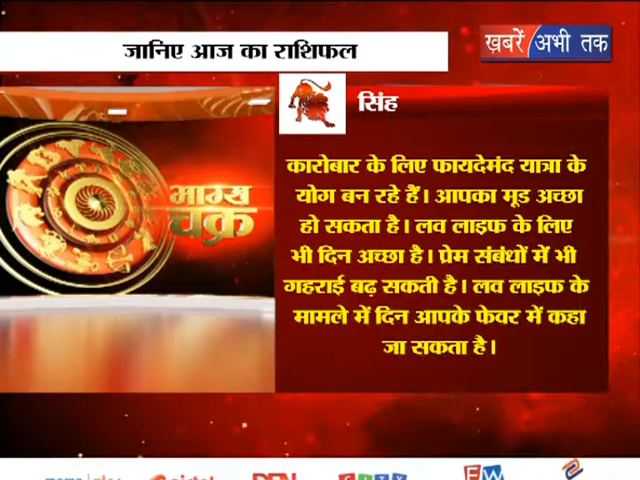 जानिए आज का राशिफल
ख़बरें अभी तक
सिंह
भाग्य
चक्र
कारोबार के लिए फायदेमंद यात्रा के
योग बन रहे हैं। आपका मूड अच्छा
हो सकता है। लव लाइफ के लिए
भी दिन अच्छा है। प्रेम संबंधों में भी
गहराई बढ़ सकती है। लव लाइफ के
मामले में दिन आपके फेवर में कहा
जा सकता है।